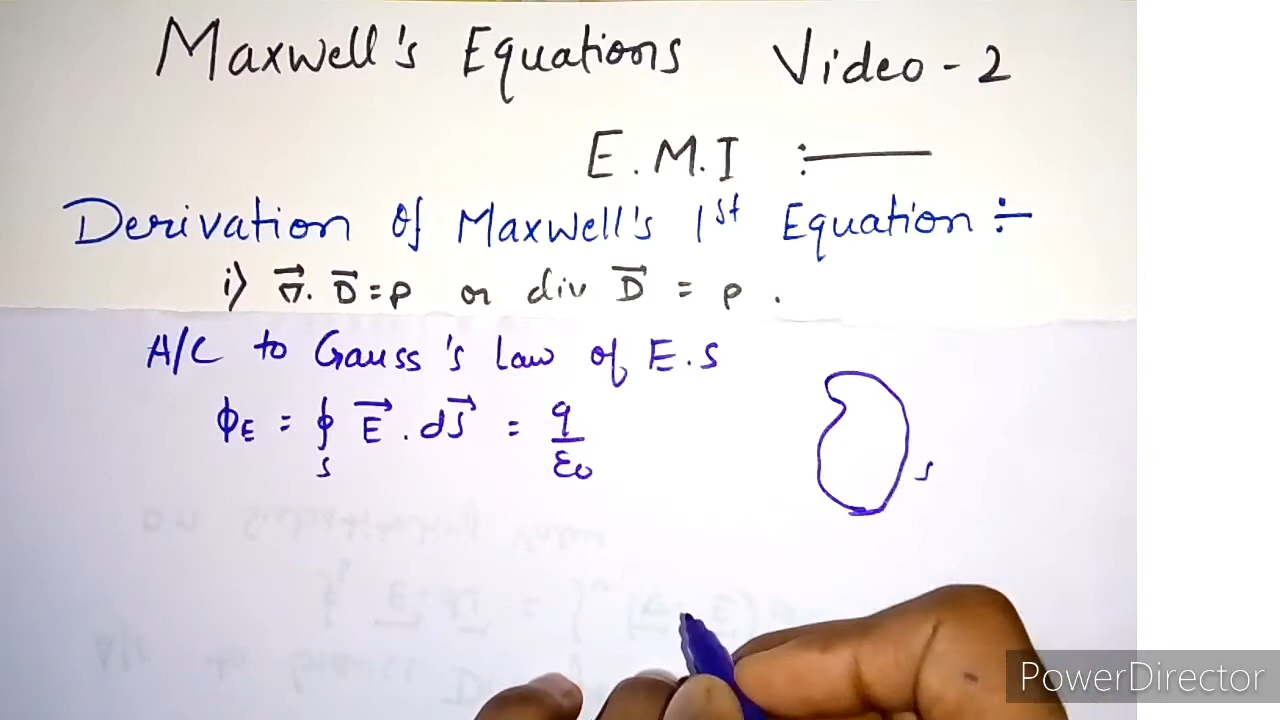 Maxwell's Equations Video - 2
E.M.I :—
Derivation of Maxwell's 1st Equation ÷
i) ∇⃗. D⃗ = ρ or div D⃗ = ρ .
A/C to Gauss's Law of E.S
ϕE = ∮S E⃗ . dS⃗ = q/ε0
S
PowerDirector